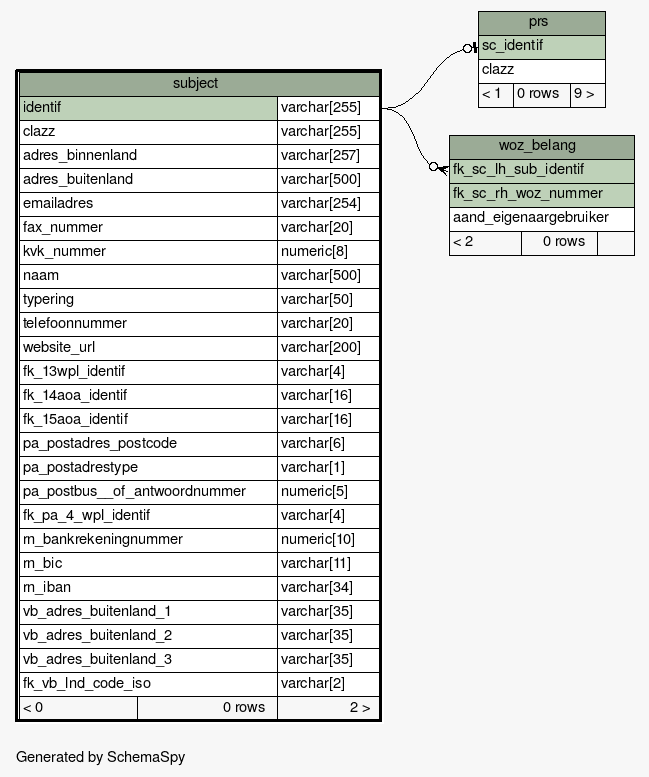 prs
sc_identif
clazz
< 1 0 rows 9 >
subject
identif varchar[255]
clazz varchar[255]
adres_binnenland varchar[257]
adres_buitenland varchar[500]
emailadres varchar[254]
fax_nummer varchar[20]
kvk_nummer numeric[8]
naam varchar[500]
typering varchar[50]
telefoonnummer varchar[20]
website_url varchar[200]
fk_13wpl_identif varchar[4]
fk_14aoa_identif varchar[16]
fk_15aoa_identif varchar[16]
pa_postadres_postcode varchar[6]
pa_postadrestype varchar[1]
pa_postbus__of_antwoordnummer numeric[5]
fk_pa_4_wpl_identif varchar[4]
rn_bankrekeningnummer numeric[10]
rn_bic varchar[11]
rn_iban varchar[34]
vb_adres_buitenland_1 varchar[35]
vb_adres_buitenland_2 varchar[35]
vb_adres_buitenland_3 varchar[35]
fk_vb_lnd_code_iso varchar[2]
< 0 0 rows 2 >
woz_belang
fk_sc_lh_sub_identif
fk_sc_rh_woz_nummer
aand_eigenaargebruiker
< 2 0 rows
Generated by SchemaSpy